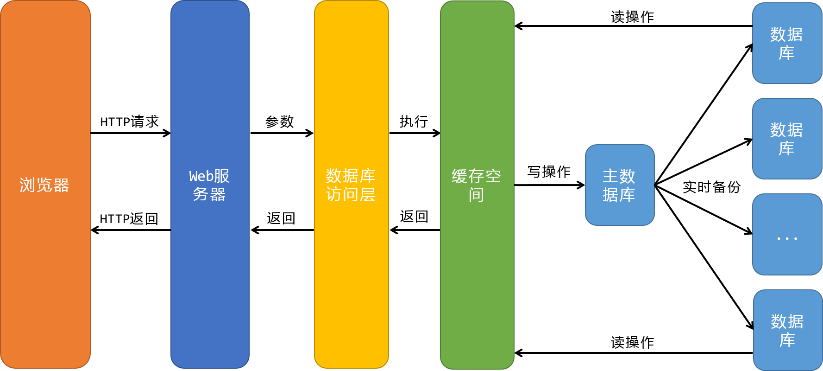 读操作
数据
库
HTTP请求
参数
执行
数据
库
浏览器
Web服
务器
数据库
访问层
缓存空
间
写操作
主数
据库
实时备份
HTTP返回
返回
返回
...
数据
库
读操作